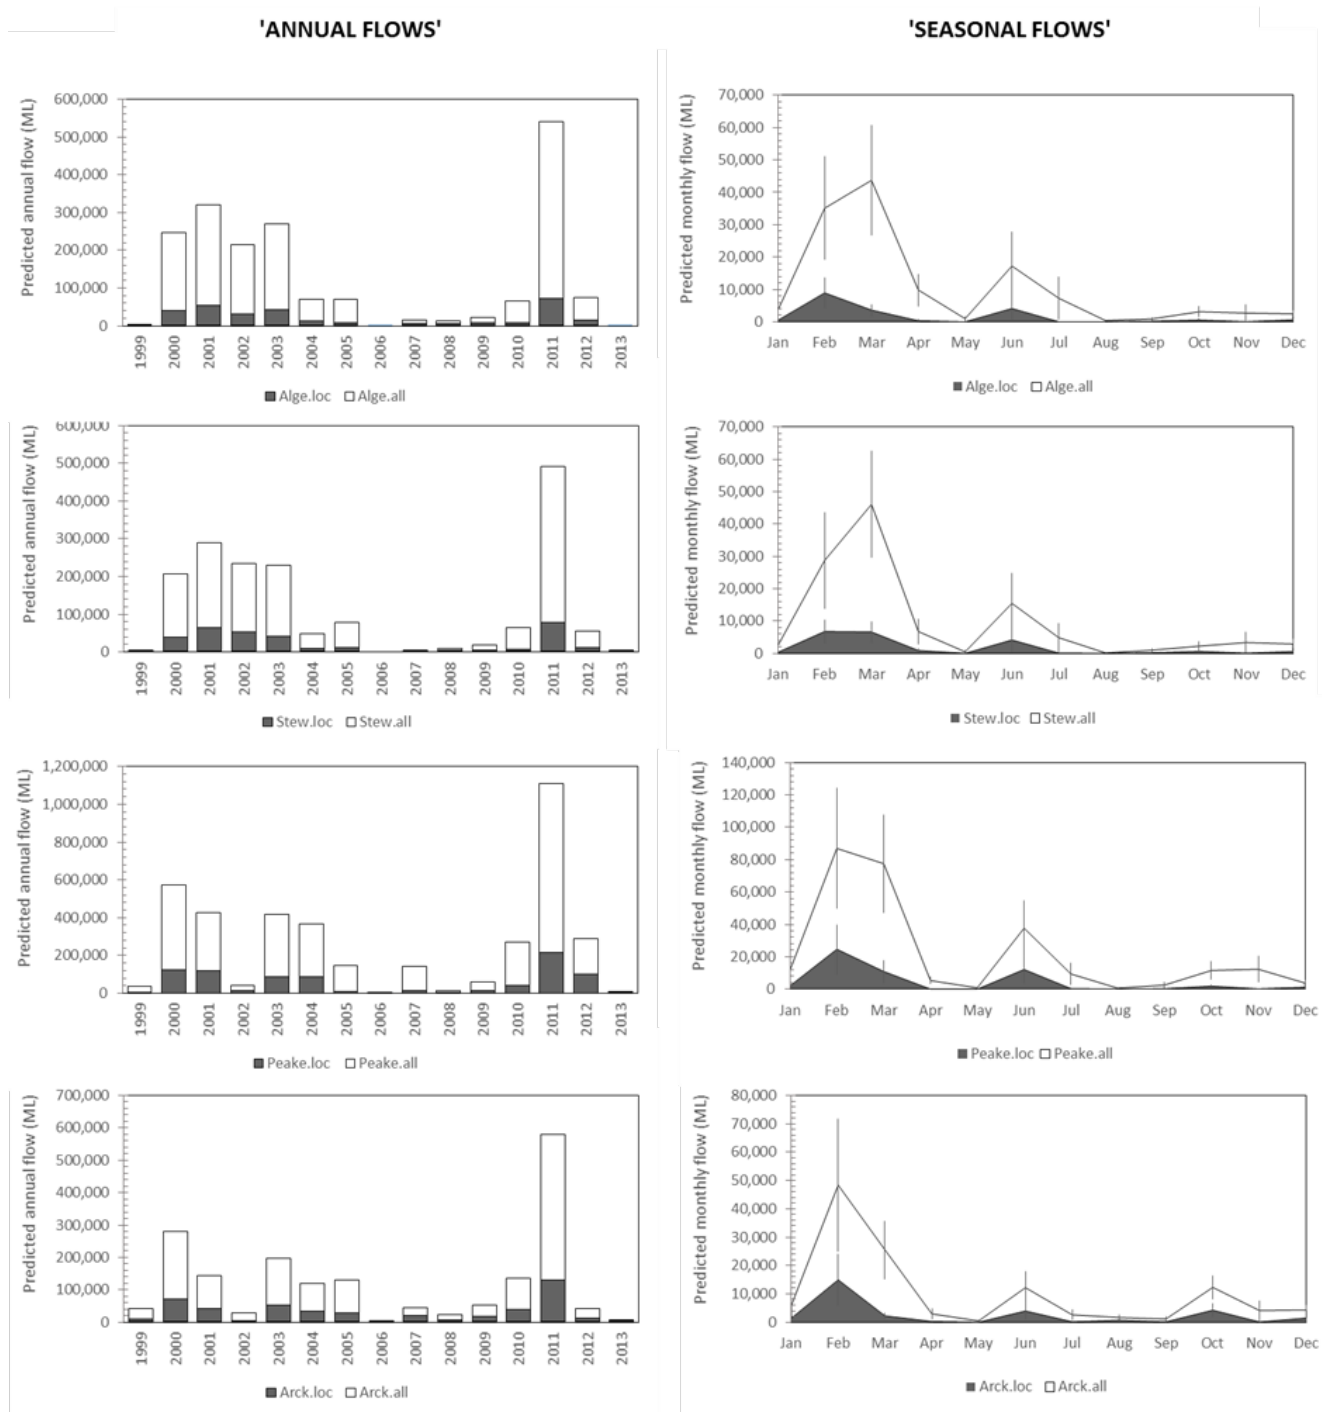 'ANNUAL FLOWS'
'SEASONAL FLOWS'
Predicted annual flow (ML)
600,000
500,000
400,000
300,000
200,000
100,000
0
1999 2000 2001 2002 2003 2004 2005 2006 2007 2008 2009 2010 2011 2012 2013
Alge.loc Alge.all
Predicted monthly flow (ML)
70,000
60,000
50,000
40,000
30,000
20,000
10,000
0
Jan Feb Mar Apr May Jun Jul Aug Sep Oct Nov Dec
Alge.loc Alge.all
Predicted annual flow (ML)
600,000
500,000
400,000
300,000
200,000
100,000
0
1999 2000 2001 2002 2003 2004 2005 2006 2007 2008 2009 2010 2011 2012 2013
Stew.loc Stew.all
Predicted monthly flow (ML)
70,000
60,000
50,000
40,000
30,000
20,000
10,000
0
Jan Feb Mar Apr May Jun Jul Aug Sep Oct Nov Dec
Stew.loc Stew.all
Predicted annual flow (ML)
1,200,000
1,000,000
800,000
600,000
400,000
200,000
0
1999 2000 2001 2002 2003 2004 2005 2006 2007 2008 2009 2010 2011 2012 2013
Peake.loc Peake.all
Predicted monthly flow (ML)
140,000
120,000
100,000
80,000
60,000
40,000
20,000
0
Jan Feb Mar Apr May Jun Jul Aug Sep Oct Nov Dec
Peake.loc Peake.all
Predicted annual flow (ML)
700,000
600,000
500,000
400,000
300,000
200,000
100,000
0
1999 2000 2001 2002 2003 2004 2005 2006 2007 2008 2009 2010 2011 2012 2013
Arck.loc Arck.all
Predicted monthly flow (ML)
80,000
70,000
60,000
50,000
40,000
30,000
20,000
10,000
0
Jan Feb Mar Apr May Jun Jul Aug Sep Oct Nov Dec
Arck.loc Arck.all